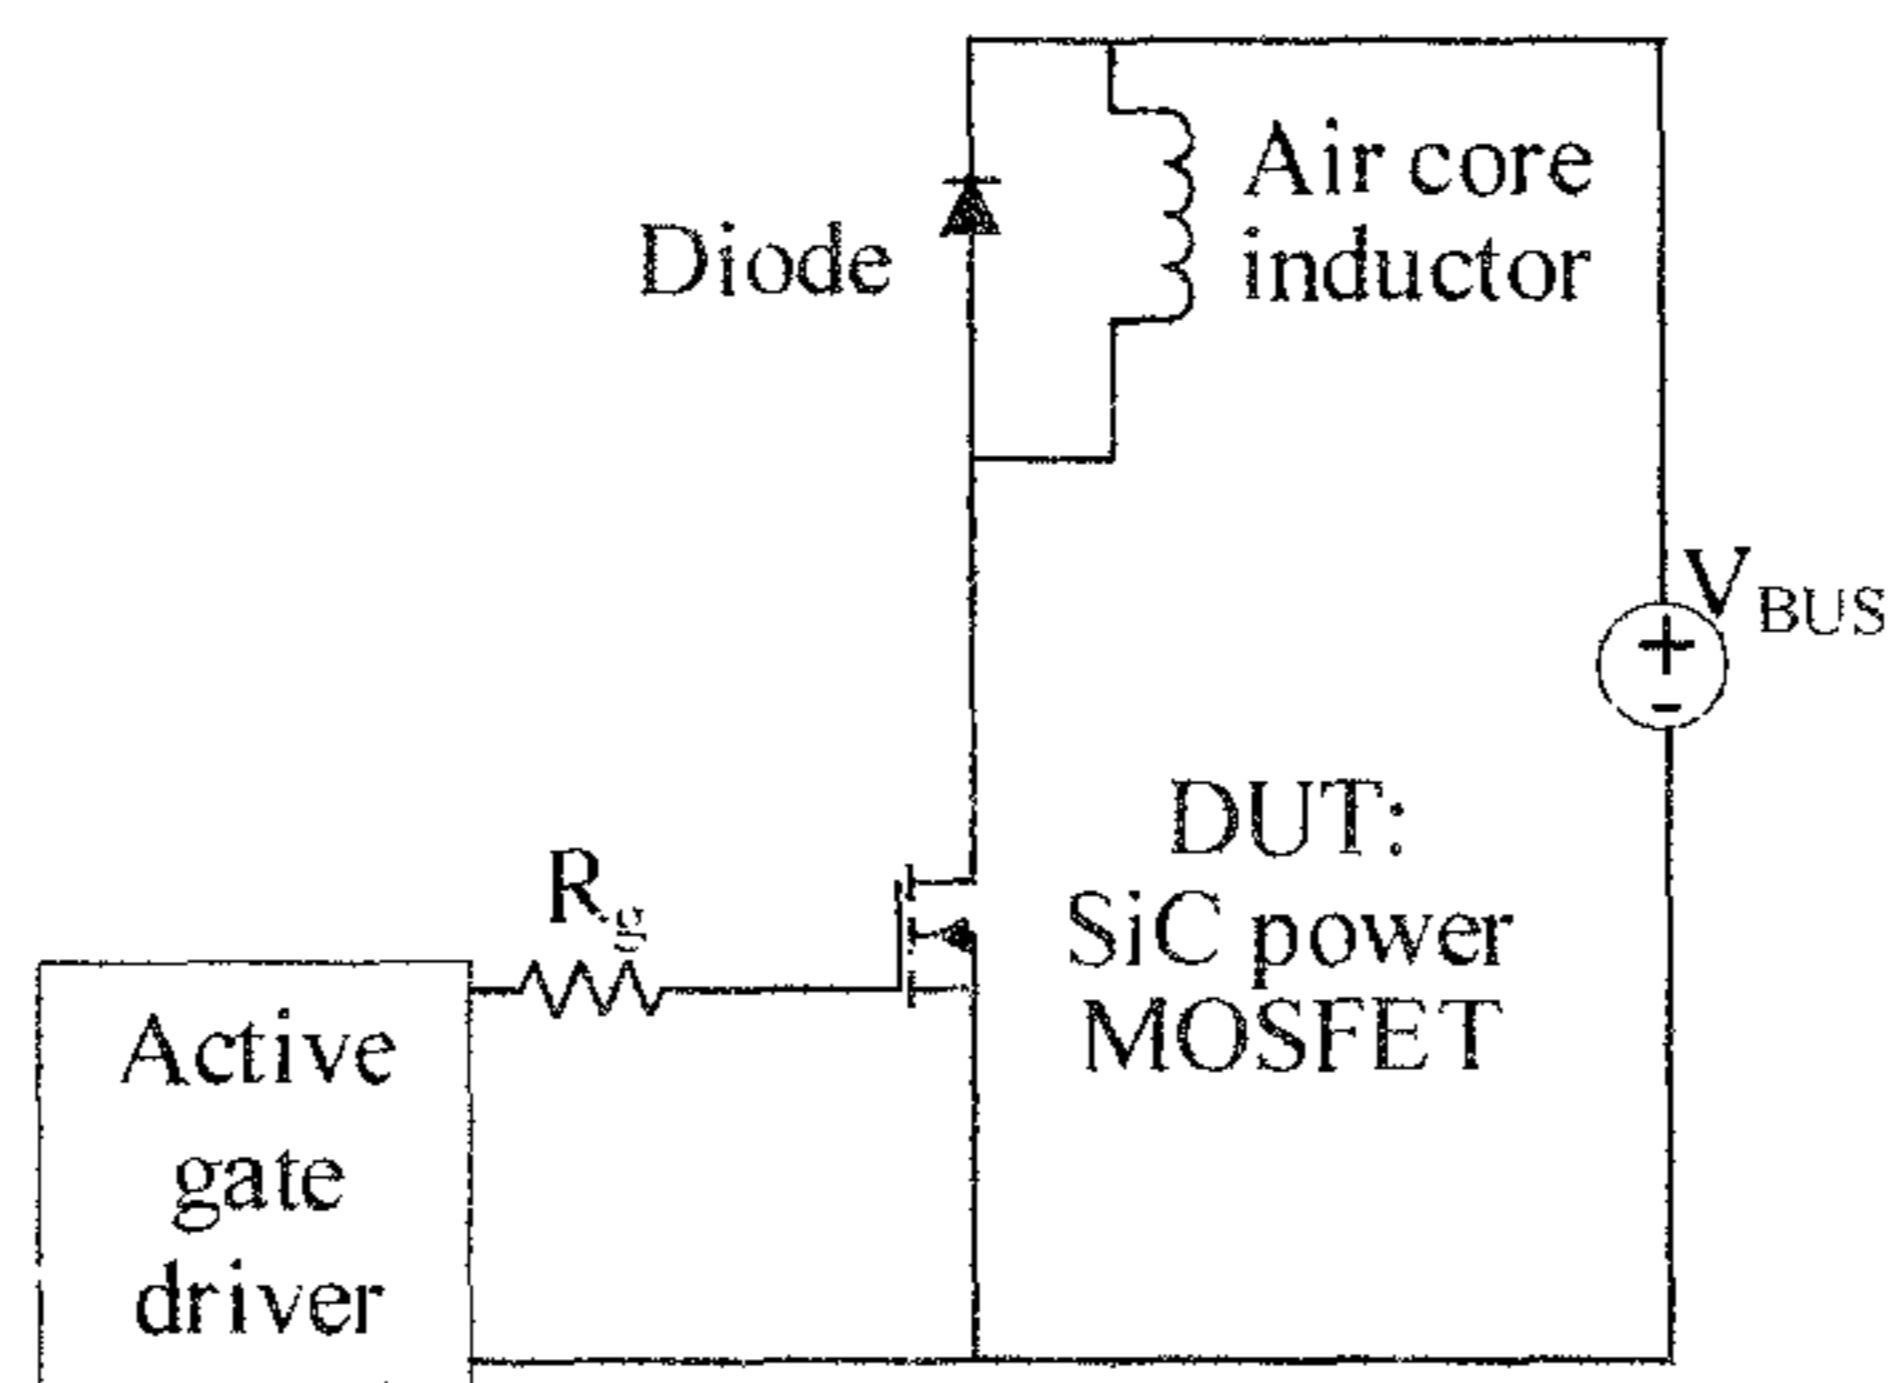 Air core
inductor
Diode
V_BUS
+
-
DUT:
SiC power
MOSFET
R_g
Active
gate
driver